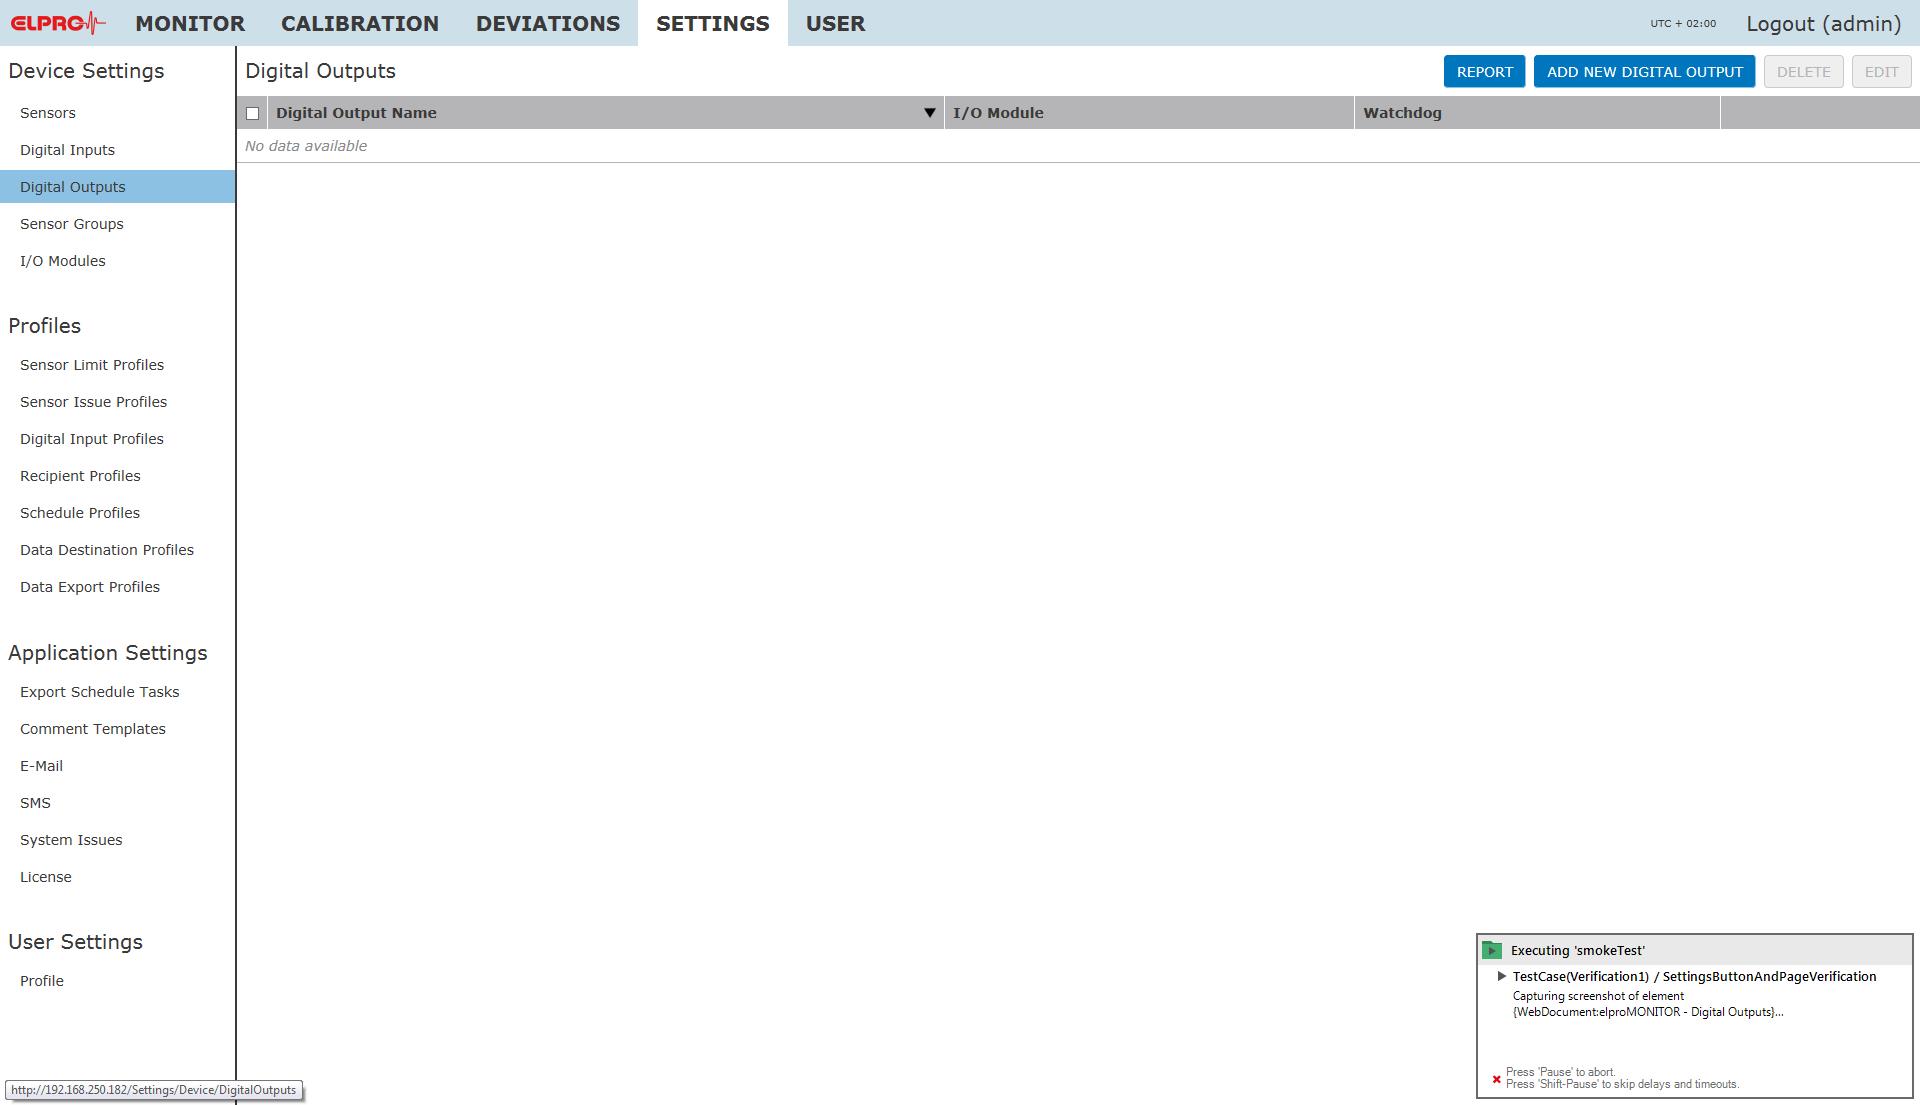 ELPRO MONITOR CALIBRATION DEVIATIONS SETTINGS USER UTC + 02:00 Logout (admin)
Device Settings
Sensors
Digital Inputs
Digital Outputs
Sensor Groups
I/O Modules
Profiles
Sensor Limit Profiles
Sensor Issue Profiles
Digital Input Profiles
Recipient Profiles
Schedule Profiles
Data Destination Profiles
Data Export Profiles
Application Settings
Export Schedule Tasks
Comment Templates
E-Mail
SMS
System Issues
License
User Settings
Profile
http://192.168.250.182/Settings/Device/DigitalOutputs
Digital Outputs REPORT ADD NEW DIGITAL OUTPUT DELETE EDIT
Digital Output Name I/O Module Watchdog
No data available
Executing 'smokeTest'
TestCase(Verification1) / SettingsButtonAndPageVerification
Capturing screenshot of element
{WebDocument:elproMONITOR - Digital Outputs}...
Press 'Pause' to abort.
Press 'Shift-Pause' to skip delays and timeouts.